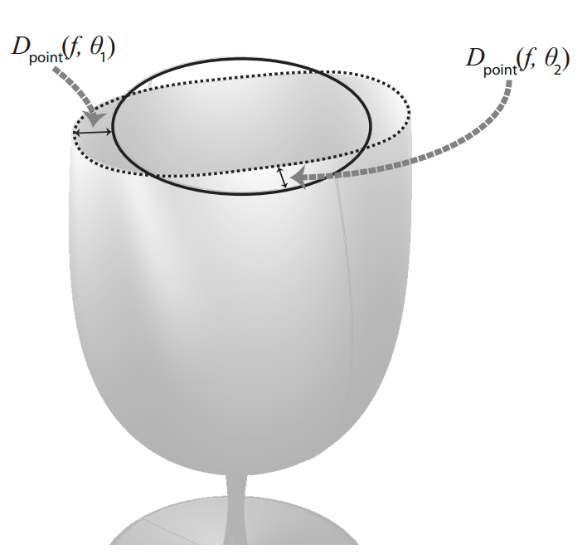 D_point(f, θ_1)
D_point(f, θ_2)